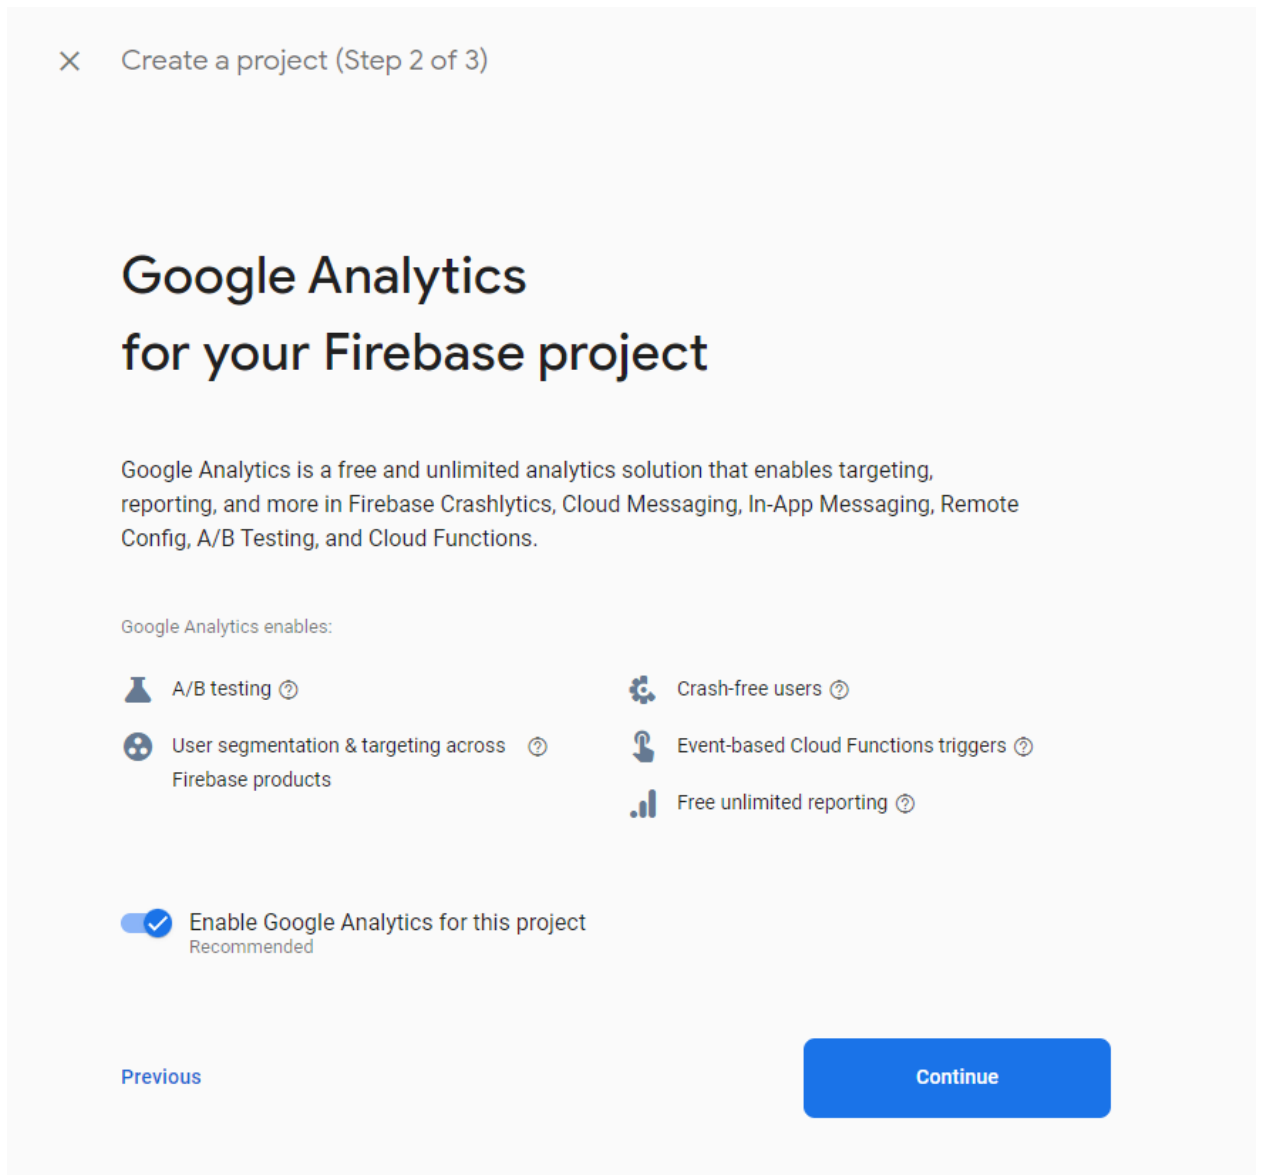 Create a project (Step 2 of 3)
Google Analytics
for your Firebase project
Google Analytics is a free and unlimited analytics solution that enables targeting,
reporting, and more in Firebase Crashlytics, Cloud Messaging, In-App Messaging, Remote
Config, A/B Testing, and Cloud Functions.
Google Analytics enables:
A/B testing
User segmentation & targeting across
Firebase products
Crash-free users
Event-based Cloud Functions triggers
Free unlimited reporting
Enable Google Analytics for this project
Recommended
Previous
Continue